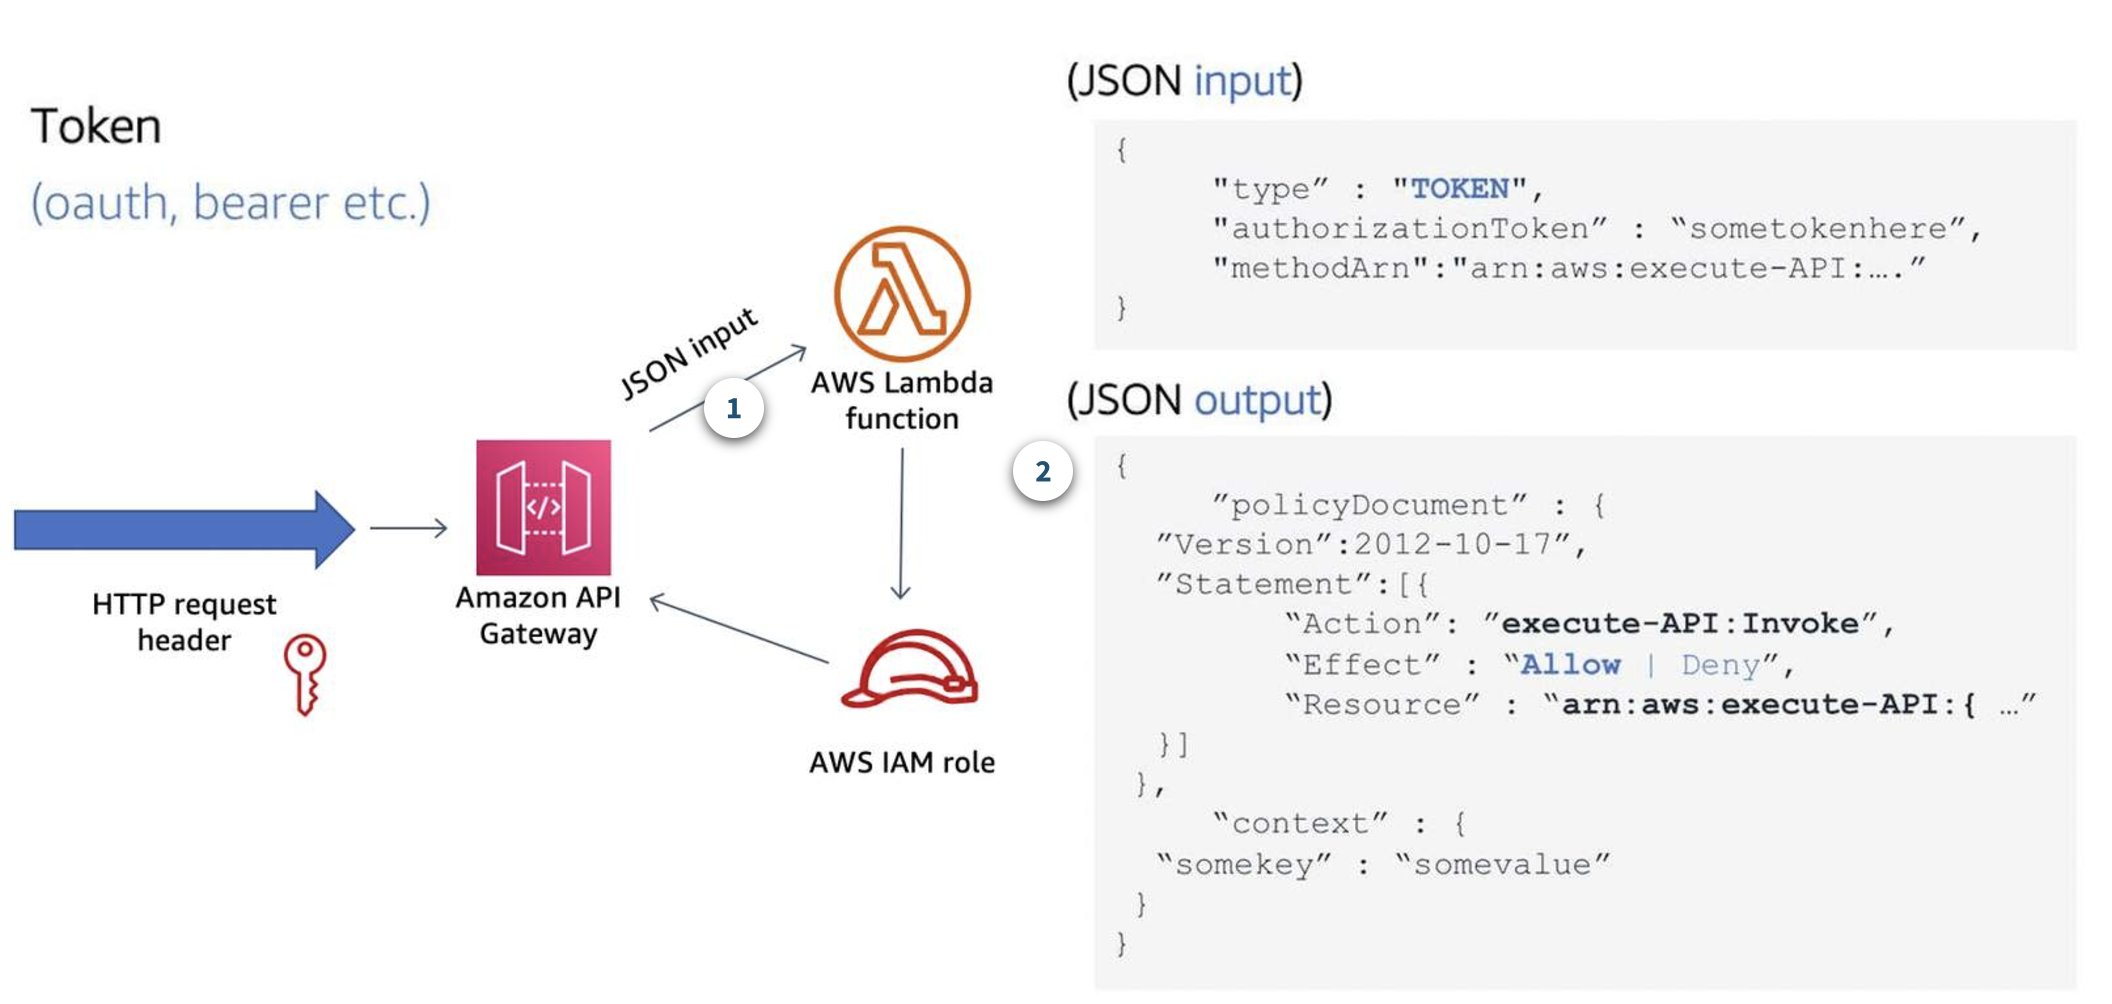 Token
(oauth, bearer etc.)
HTTP request
header
</>
Amazon API
Gateway
JSON input
1
AWS Lambda
function
AWS IAM role
(JSON input)
{
"type” : "TOKEN",
"authorizationToken” : “sometokenhere”,
"methodArn":"arn:aws:execute-API:….”
}
(JSON output)
2
{
”policyDocument” : {
”Version”:2012-10-17”,
”Statement”:[{
“Action”: ”execute-API:Invoke”,
“Effect” : “Allow | Deny”,
“Resource” : “arn:aws:execute-API:{ …”
}]
},
“context” : {
“somekey” : “somevalue”
}
}